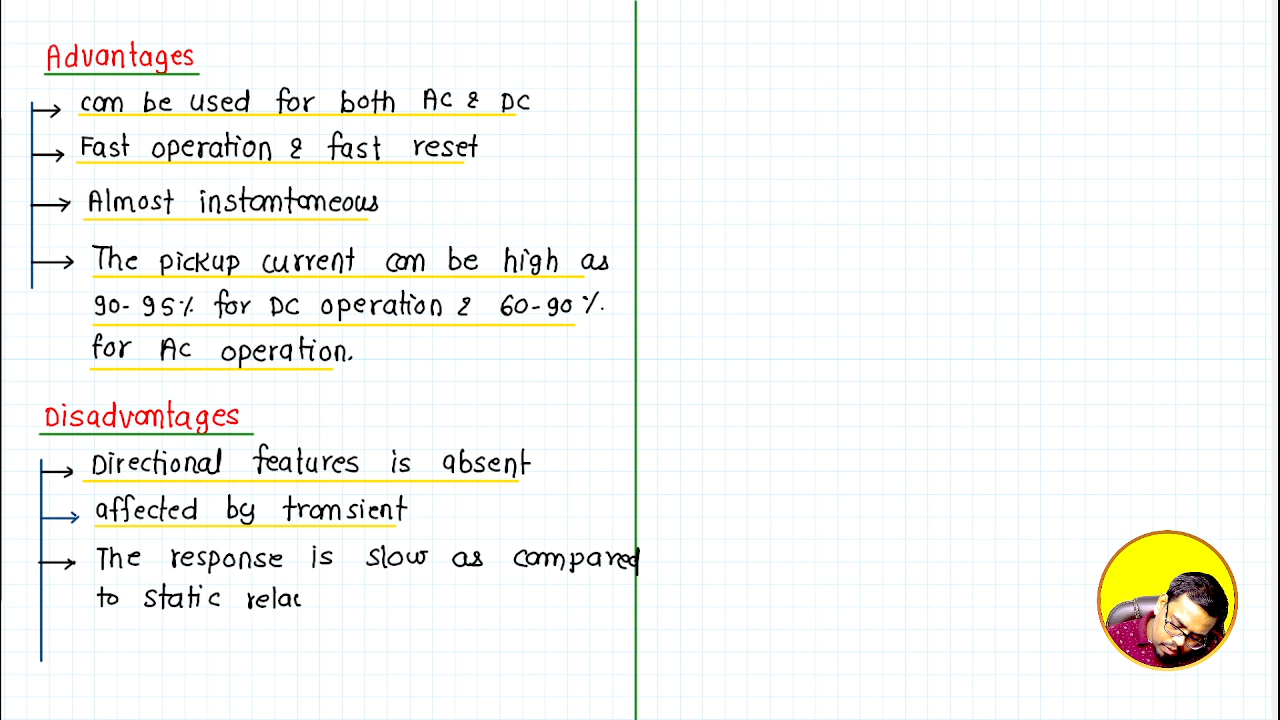 Advantages
can be used for both AC & DC
Fast operation & fast reset
Almost instantaneous
The pickup current can be high as
90-95% for DC operation & 60-90%.
for AC operation.
Disadvantages
Directional features is absent
affected by transient
The response is slow as compared
to static relac